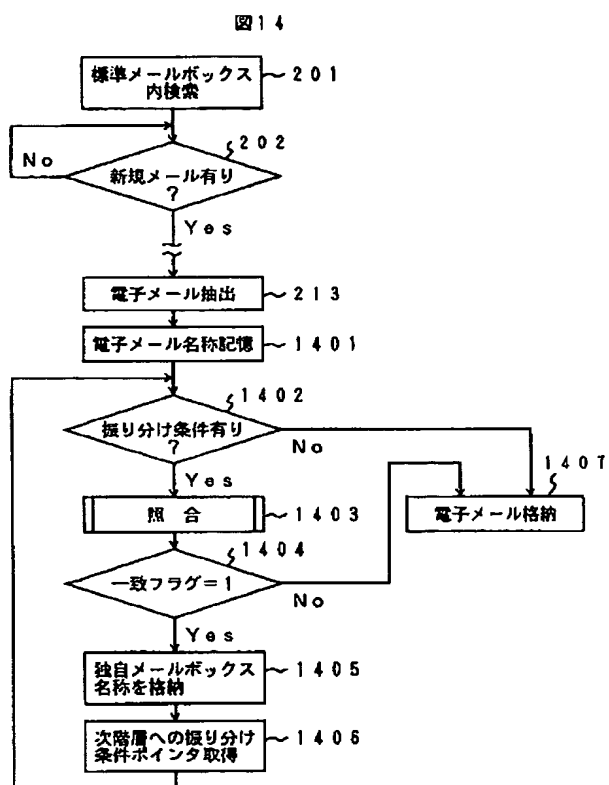 図14
標準メールボックス
内検索
~201
202
新規メール有り
?
No
Yes
電子メール抽出
~213
電子メール名称記憶
~1401
1402
振り分け条件有り
?
No
Yes
1407
電子メール格納
照 合
~1403
1404
一致フラグ=1
No
Yes
独自メールボックス
名称を格納
~1405
次階層への振り分け
条件ポインタ取得
~1406